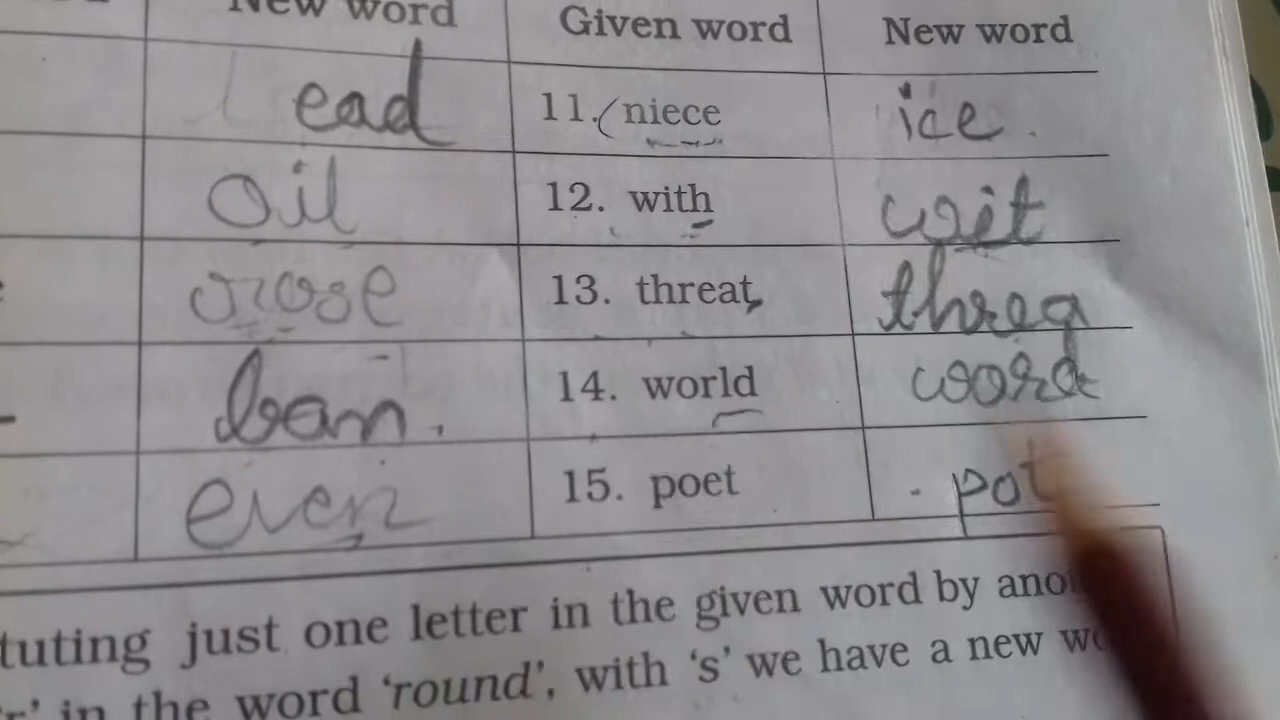 New word Given word New word
ead 11. niece ice
oil 12. with wit
rose 13. threat threa
ban 14. world word
even 15. poet pot
tuting just one letter in the given word by
in the word 'round', with 's' we have a new